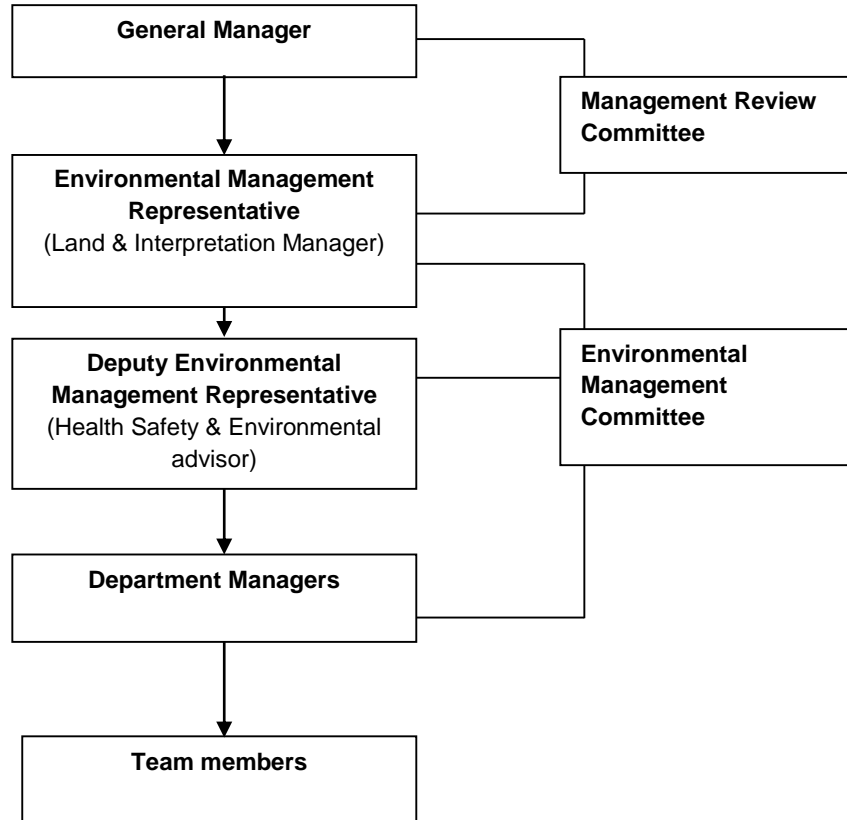 General Manager
Management Review
Committee
Environmental Management
Representative
(Land & Interpretation Manager)
Deputy Environmental
Management Representative
(Health Safety & Environmental
advisor)
Environmental
Management
Committee
Department Managers
Team members